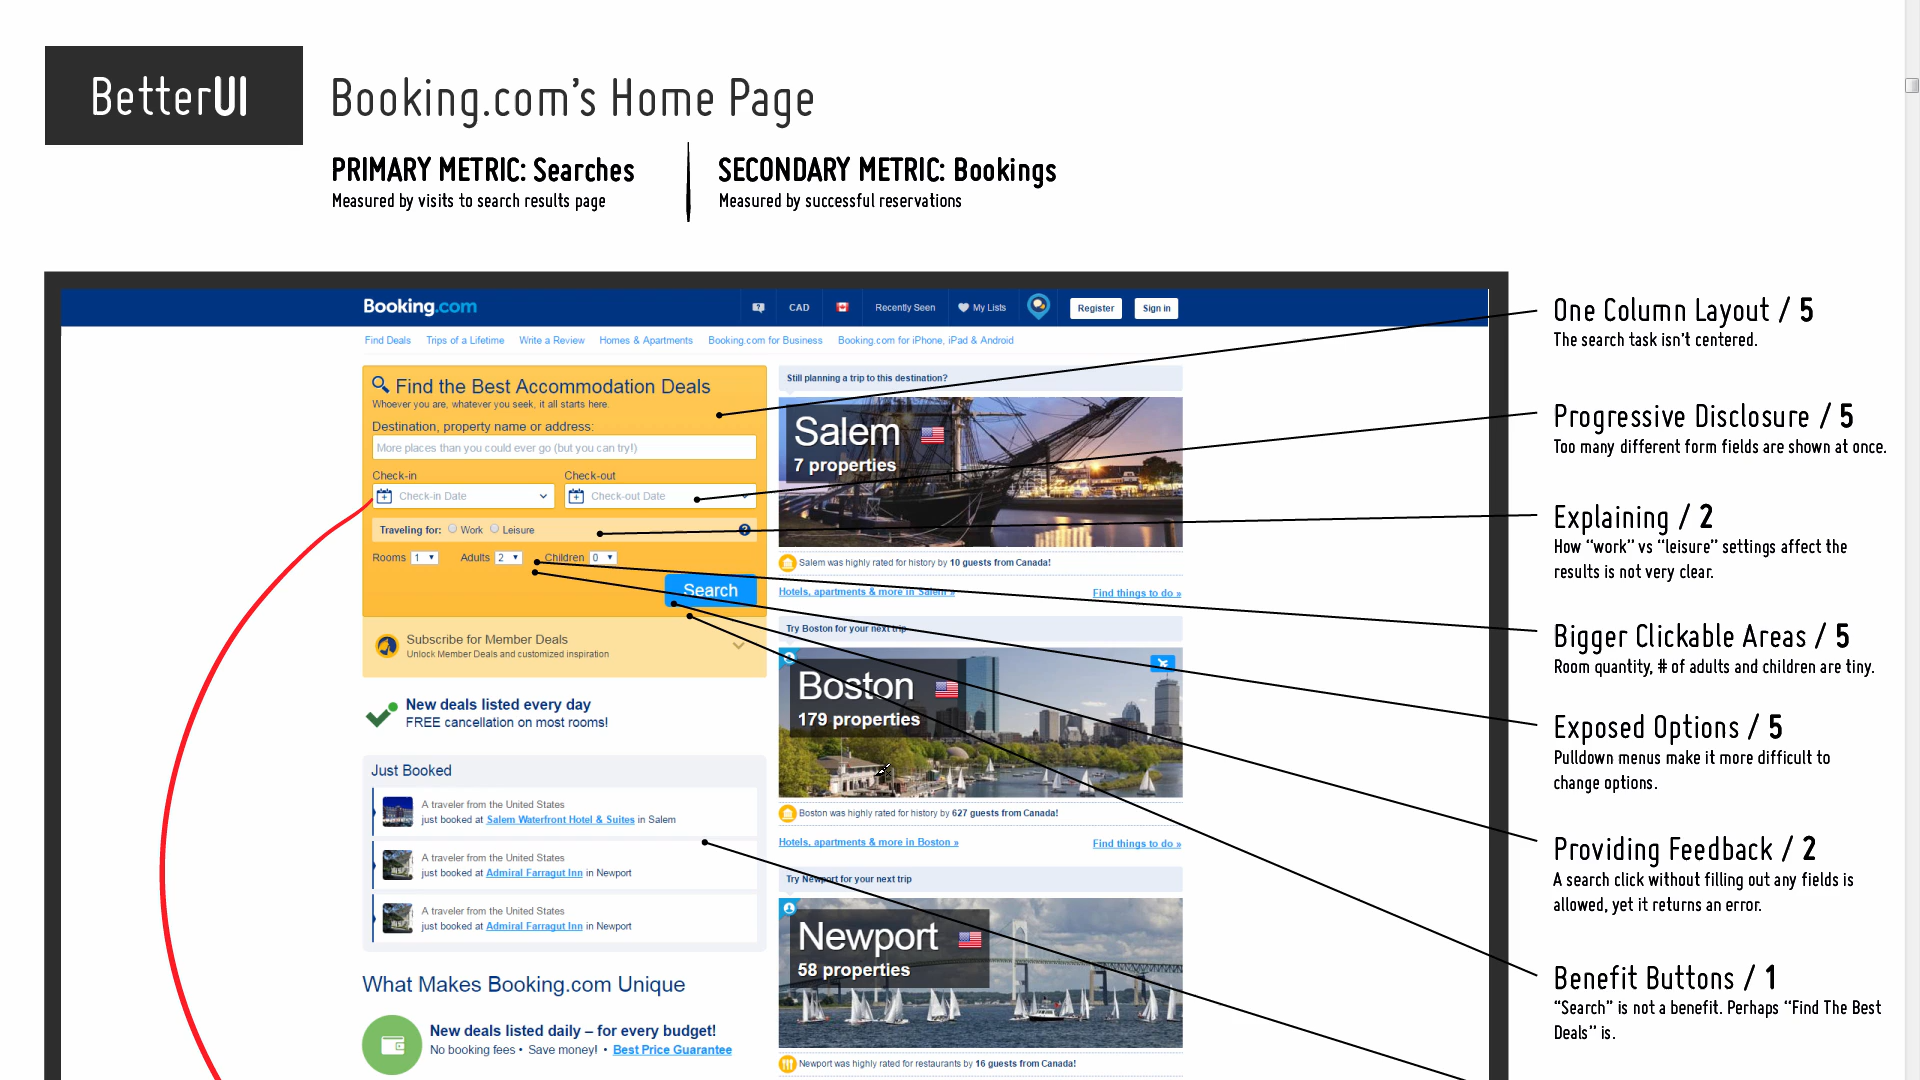 BetterUI
Booking.com's Home Page
PRIMARY METRIC: Searches
Measured by visits to search results page
SECONDARY METRIC: Bookings
Measured by successful reservations
Booking.com
CAD
Recently Seen
My Lists
Register
Sign in
Find Deals
Trips of a Lifetime
Write a Review
Homes & Apartments
Booking.com for Business
Booking.com for iPhone, iPad & Android
Find the Best Accommodation Deals
Whoever you are, whatever you seek, it all starts here.
Destination, property name or address:
More places than you could ever go (but you can try!)
Check-in
Check-out
Check-in Date
Check-out Date
Traveling for:
Work
Leisure
?
Rooms 1
Adults 2
Children 0
Search
Subscribe for Member Deals
Unlock Member Deals and customized inspiration
New deals listed every day
FREE cancellation on most rooms!
Just Booked
A traveler from the United States
just booked at Salem Waterfront Hotel & Suites in Salem
A traveler from the United States
just booked at Admiral Farragut Inn in Newport
A traveler from the United States
just booked at Admiral Farragut Inn in Newport
What Makes Booking.com Unique
New deals listed daily – for every budget!
No booking fees • Save money! • Best Price Guarantee
Still planning a trip to this destination?
Salem
7 properties
Salem was highly rated for history by 10 guests from Canada!
Hotels, apartments & more in Salem »
Find things to do »
Try Boston for your next trip
Boston
179 properties
Boston was highly rated for history by 627 guests from Canada!
Hotels, apartments & more in Boston »
Find things to do »
Try Newport for your next trip
Newport
58 properties
Newport was highly rated for restaurants by 16 guests from Canada!
One Column Layout / 5
The search task isn't centered.
Progressive Disclosure / 5
Too many different form fields are shown at once.
Explaining / 2
How “work” vs “leisure” settings affect the
results is not very clear.
Bigger Clickable Areas / 5
Room quantity, # of adults and children are tiny.
Exposed Options / 5
Pulldown menus make it more difficult to
change options.
Providing Feedback / 2
A search click without filling out any fields is
allowed, yet it returns an error.
Benefit Buttons / 1
“Search” is not a benefit. Perhaps “Find The Best
Deals” is.